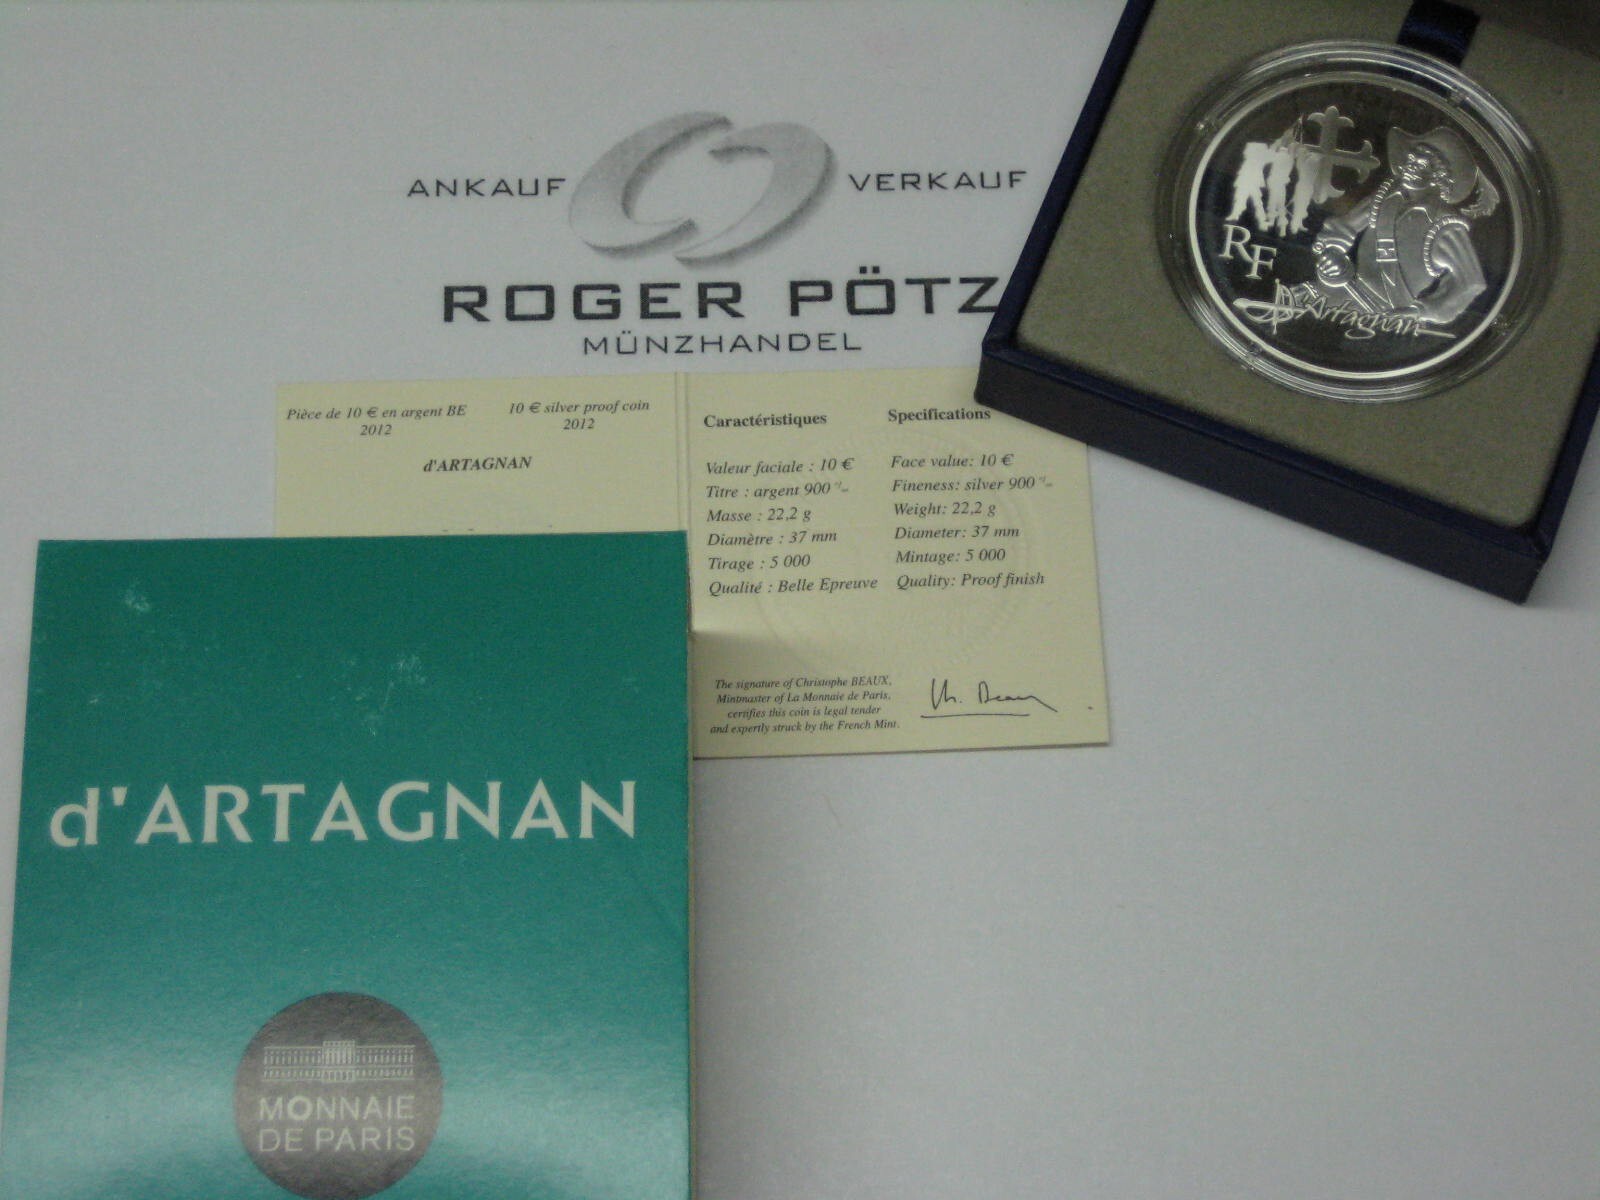 ANKAUF VERKAUF
ROGER PÖTZ
MÜNZHANDEL
RF
d'Artagnan
Pièce de 10 € en argent BE
2012
10 € silver proof coin
2012
d'ARTAGNAN
Caractéristiques
Valeur faciale : 10 €
Titre : argent 900
Masse : 22,2 g
Diamètre : 37 mm
Tirage : 5 000
Qualité : Belle Epreuve
Specifications
Face value: 10 €
Fineness: silver 900
Weight: 22,2 g
Diameter: 37 mm
Mintage: 5 000
Quality: Proof finish
The signature of Christophe BEAUX,
Mintmaster of La Monnaie de Paris,
certifies this coin is legal tender
and expertly struck by the French Mint.
Ch. Beaux
d'ARTAGNAN
MONNAIE
DE PARIS